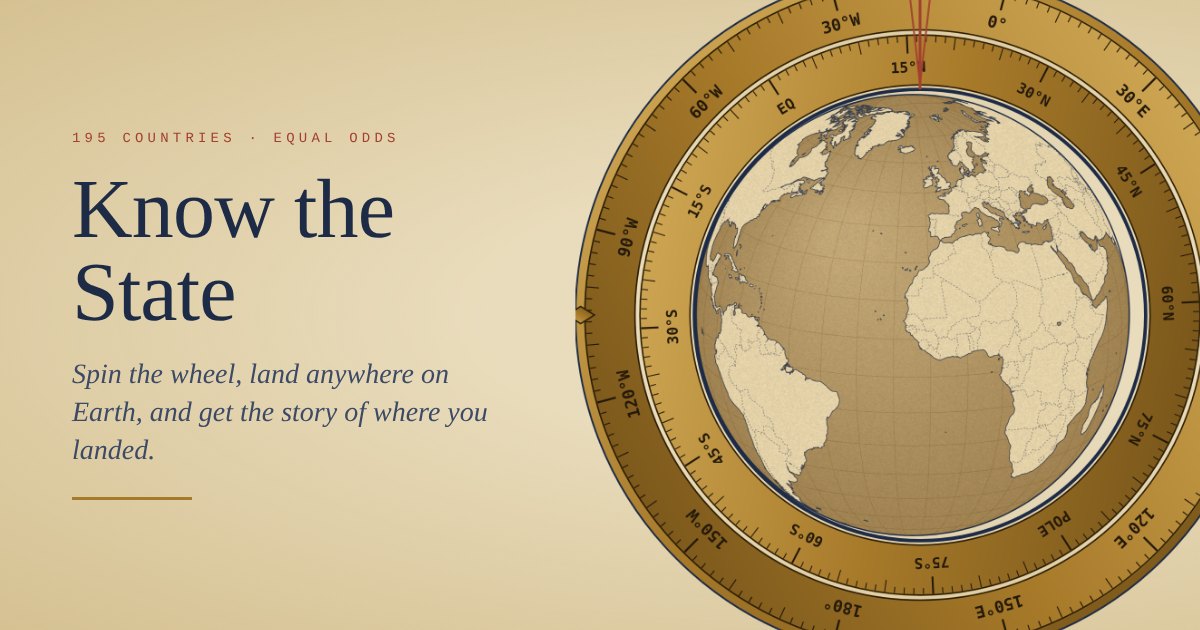 195 COUNTRIES · EQUAL ODDS
Know the
State
Spin the wheel, land anywhere on
Earth, and get the story of where you
landed.
30°W
0°
30°E
60°W
90°W
120°W
150°W
180°
150°E
120°E
15°N
30°N
45°N
60°N
75°N
POLE
75°S
60°S
45°S
30°S
15°S
EQ